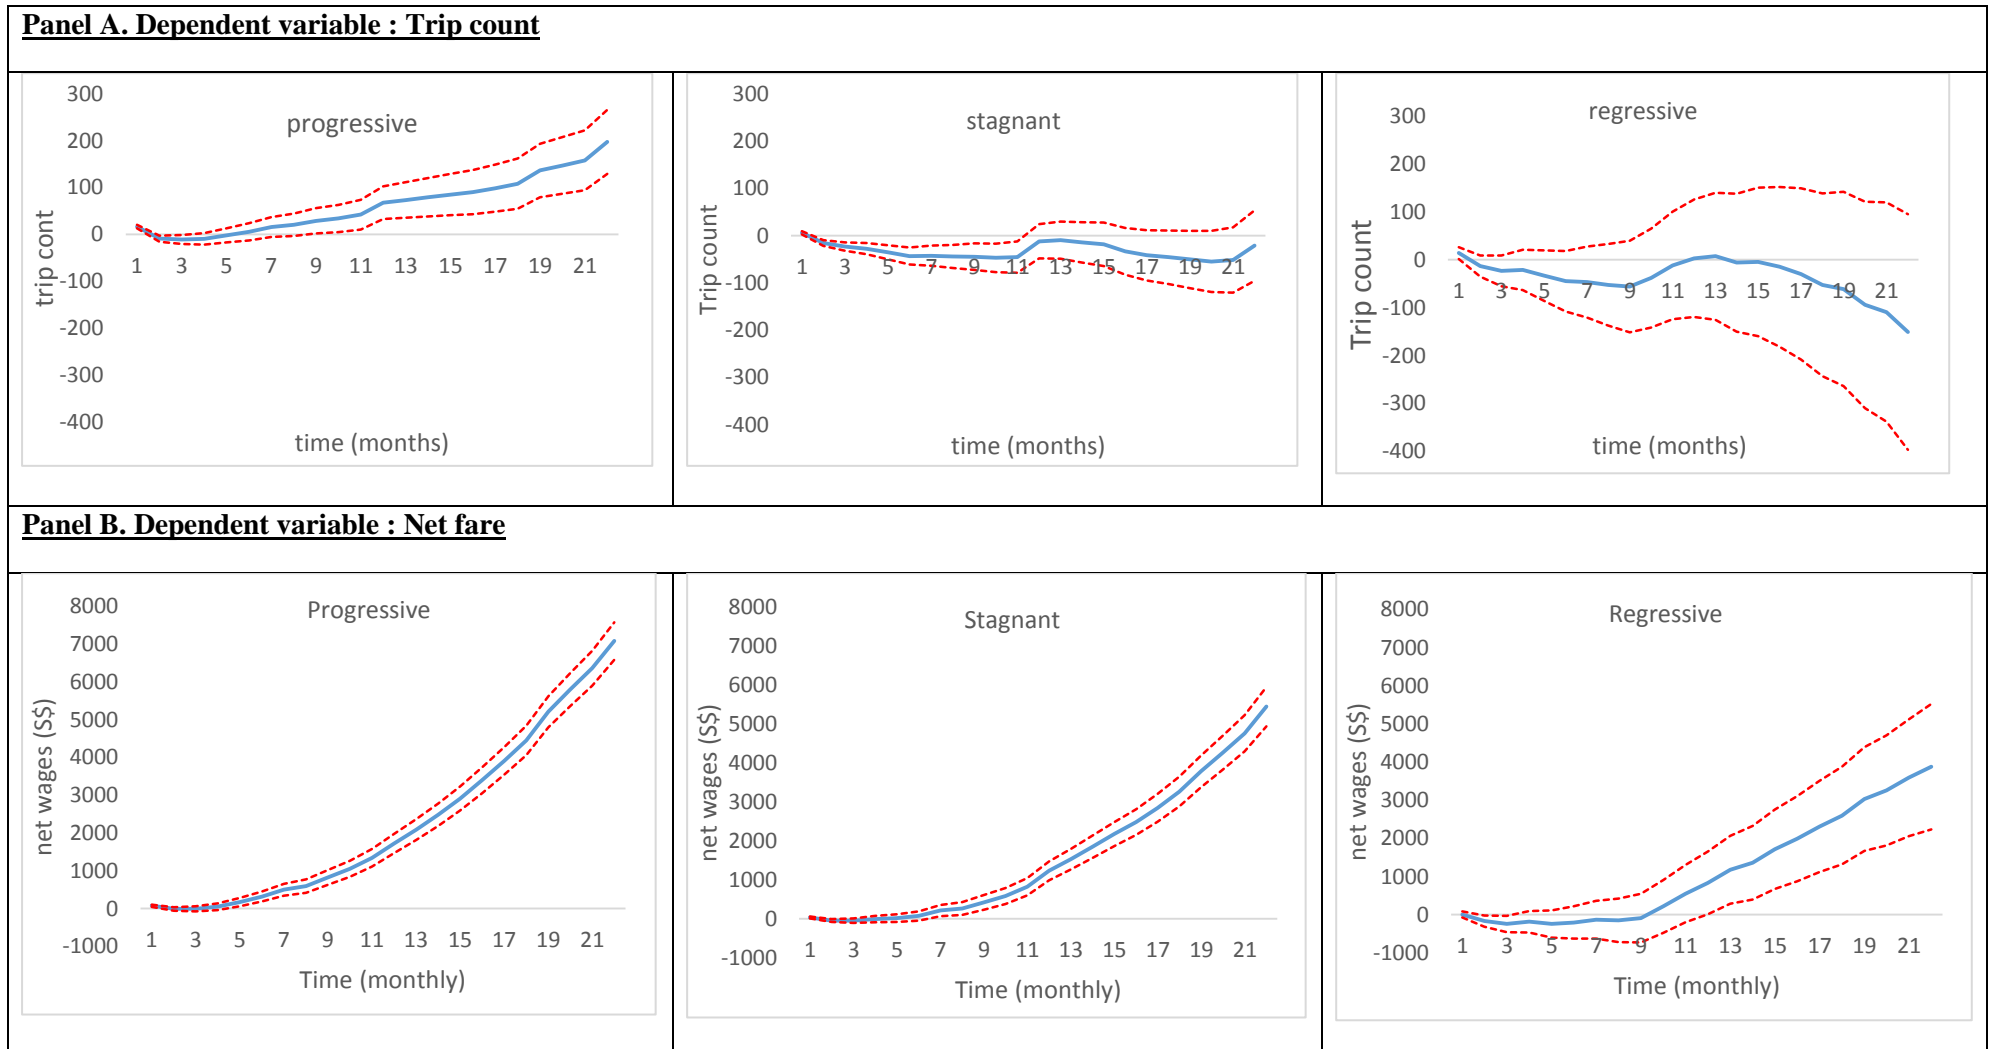 Panel A. Dependent variable : Trip count
300
200
100
0
-100
-200
-300
-400
trip cont
progressive
1 3 5 7 9 11 13 15 17 19 21
time (months)
300
200
100
0
-100
-200
-300
-400
Trip count
stagnant
1 3 5 7 9 11 13 15 17 19 21
time (months)
300
200
100
0
-100
-200
-300
-400
Trip count
regressive
1 3 5 7 9 11 13 15 17 19 21
time (months)
Panel B. Dependent variable : Net fare
8000
7000
6000
5000
4000
3000
2000
1000
0
-1000
net wages (S$)
Progressive
1 3 5 7 9 11 13 15 17 19 21
Time (monthly)
8000
7000
6000
5000
4000
3000
2000
1000
0
-1000
net wages (S$)
Stagnant
1 3 5 7 9 11 13 15 17 19 21
Time (monthly)
8000
7000
6000
5000
4000
3000
2000
1000
0
-1000
net wages (S$)
Regressive
1 3 5 7 9 11 13 15 17 19 21
Time (monthly)